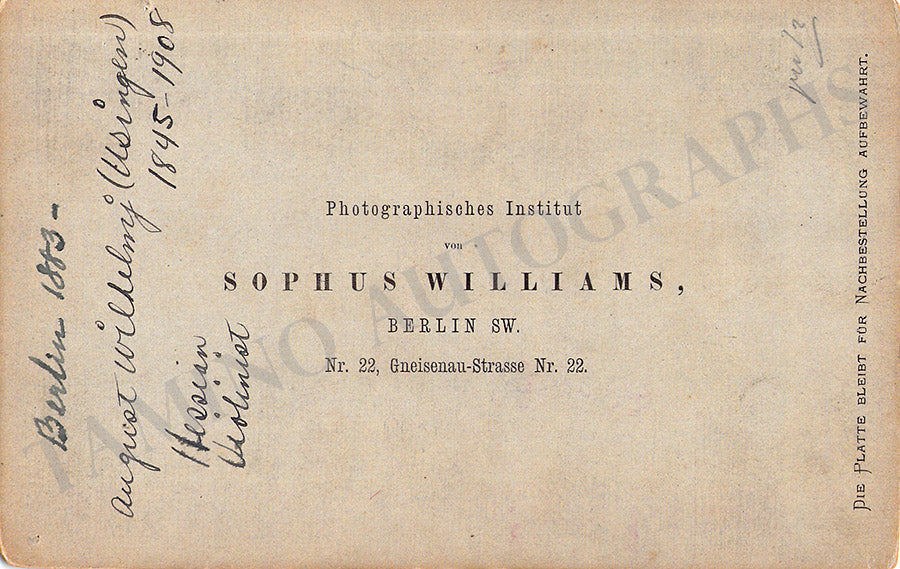 Photographisches Institut
von
SOPHUS WILLIAMS,
BERLIN SW.
Nr. 22, Gneisenau-Strasse Nr. 22.
DIE PLATTE BLEIBT FÜR NACHBESTELLUNG AUFBEWAHRT.
Berlin 1883-
August Wilhelmj (Usingen)
1845-1908
Hessian
Violinist
TAMINO AUTOGRAPHS